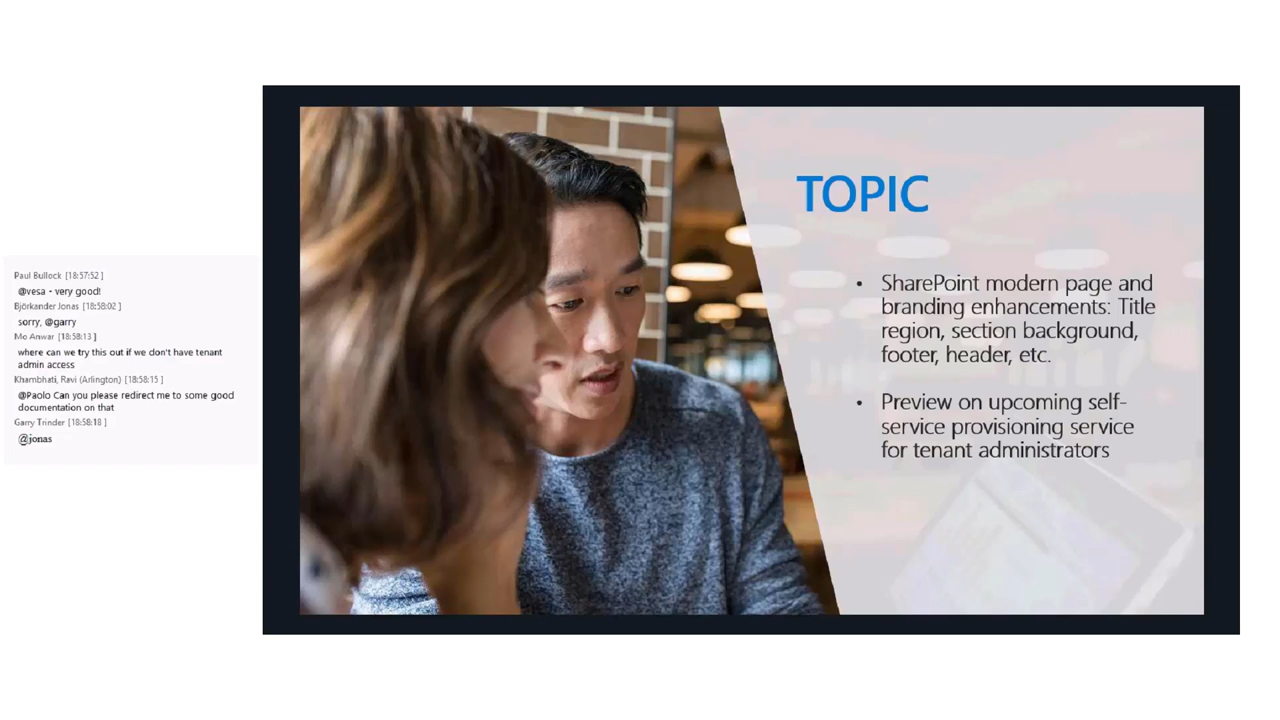 Paul Bullock [18:57:52 ]
@vesa - very good!
Björkander Jonas [18:58:02 ]
sorry, @garry
Mo Anwar [18:58:13 ]
where can we try this out if we don't have tenant
admin access
Khambhati, Ravi (Arlington) [18:58:15 ]
@Paolo Can you please redirect me to some good
documentation on that
Garry Trinder [18:58:18 ]
@jonas
TOPIC
• SharePoint modern page and
branding enhancements: Title
region, section background,
footer, header, etc.
• Preview on upcoming self-
service provisioning service
for tenant administrators